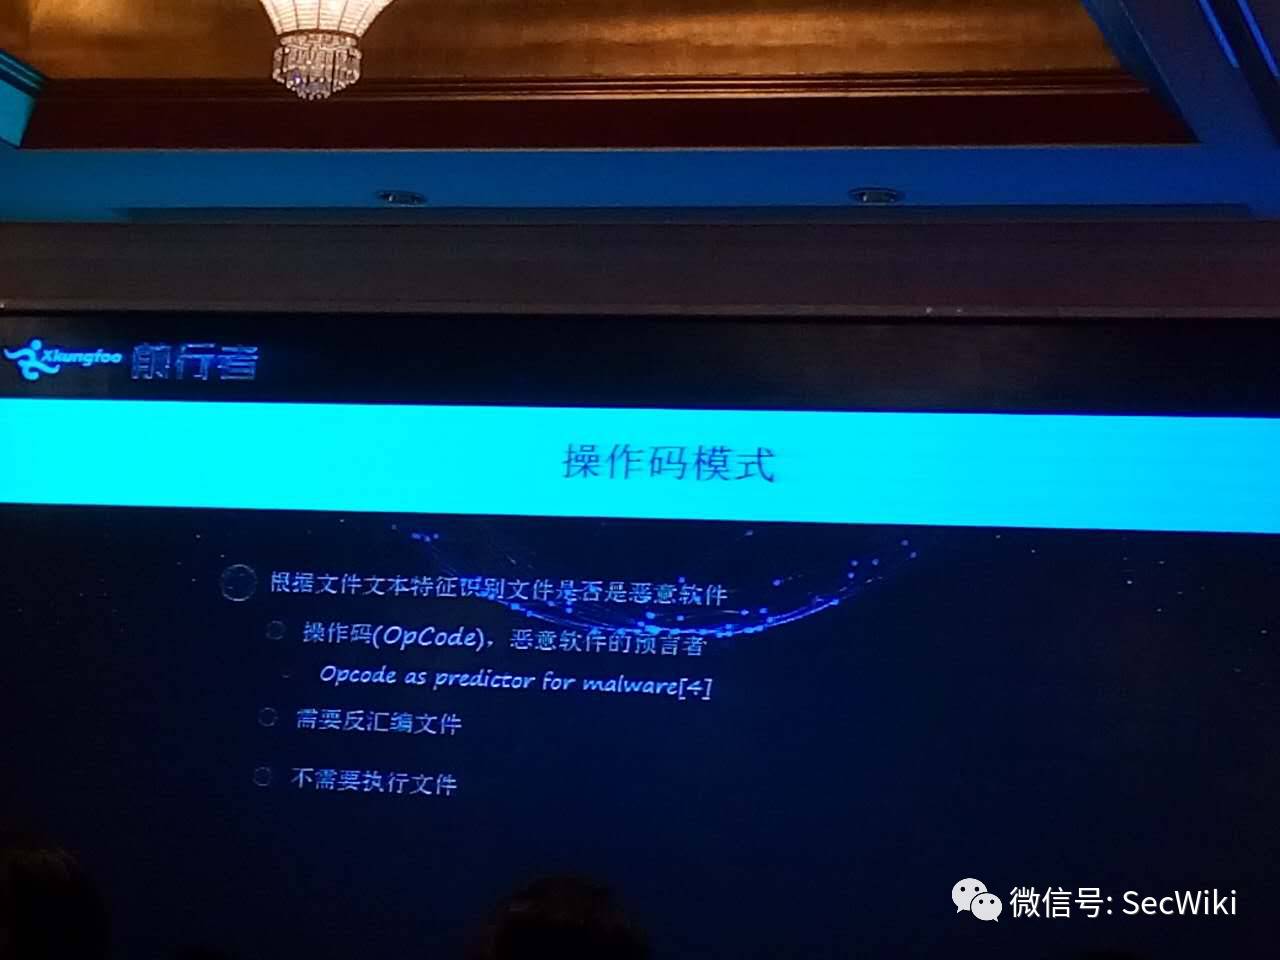 Xkungfoo 前行者
操作码模式
根据文件文本特征识别文件是否是恶意软件
操作码(OpCode)，恶意软件的预言者
Opcode as predictor for malware[4]
需要反汇编文件
不需要执行文件
微信号: SecWiki